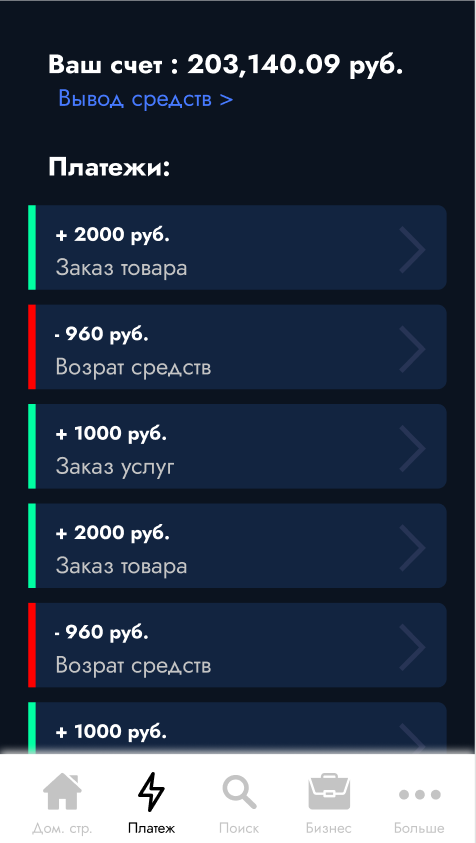 Ваш счет : 203,140.09 руб.
Вывод средств >
Платежи:
+ 2000 руб.
Заказ товара
- 960 руб.
Возрат средств
+ 1000 руб.
Заказ услуг
+ 2000 руб.
Заказ товара
- 960 руб.
Возрат средств
+ 1000 руб.
Дом. стр. Платеж Поиск Бизнес Больше